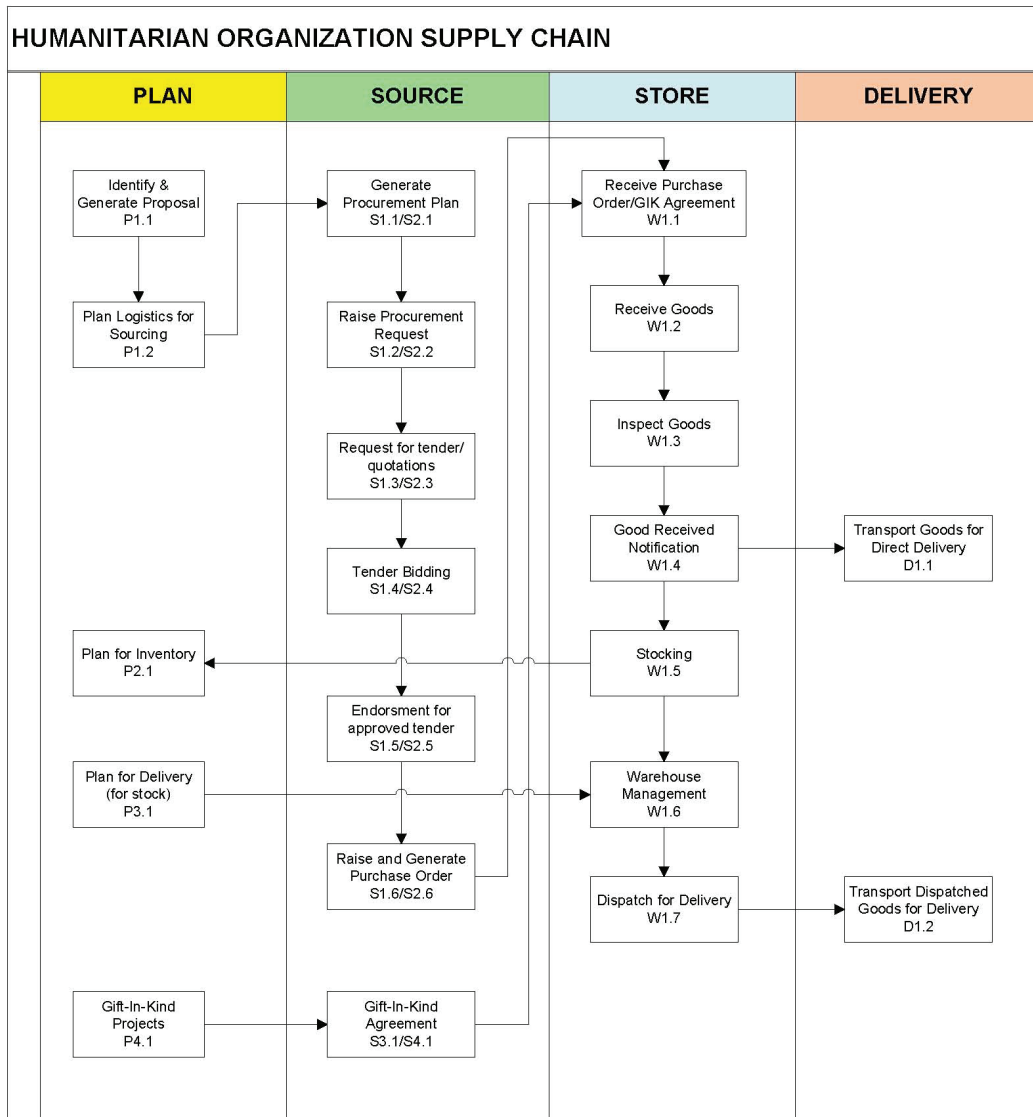 HUMANITARIAN ORGANIZATION SUPPLY CHAIN
PLAN
SOURCE
STORE
DELIVERY
Identify &
Generate Proposal
P1.1
Plan Logistics for
Sourcing
P1.2
Plan for Inventory
P2.1
Plan for Delivery
(for stock)
P3.1
Gift-In-Kind
Projects
P4.1
Generate
Procurement Plan
S1.1/S2.1
Raise Procurement
Request
S1.2/S2.2
Request for tender/
quotations
S1.3/S2.3
Tender Bidding
S1.4/S2.4
Endorsment for
approved tender
S1.5/S2.5
Raise and Generate
Purchase Order
S1.6/S2.6
Gift-In-Kind
Agreement
S3.1/S4.1
Receive Purchase
Order/GIK Agreement
W1.1
Receive Goods
W1.2
Inspect Goods
W1.3
Good Received
Notification
W1.4
Stocking
W1.5
Warehouse
Management
W1.6
Dispatch for Delivery
W1.7
Transport Goods for
Direct Delivery
D1.1
Transport Dispatched
Goods for Delivery
D1.2